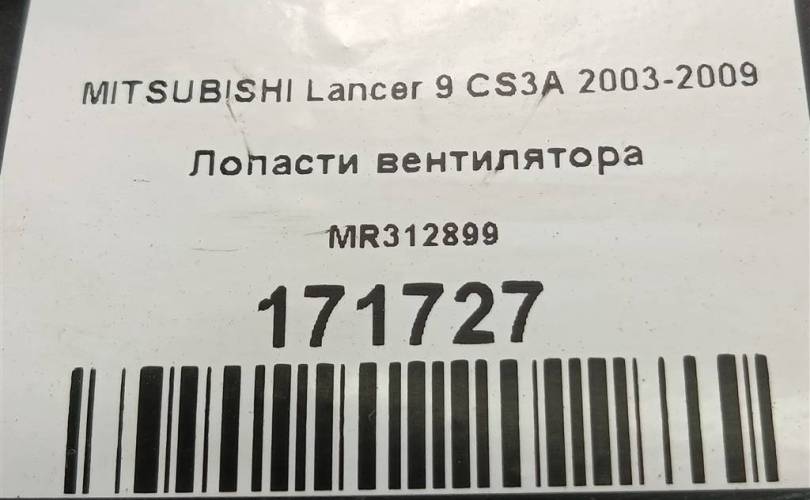 MITSUBISHI Lancer 9 CS3A 2003-2009
Лопасти вентилятора
MR312899
171727